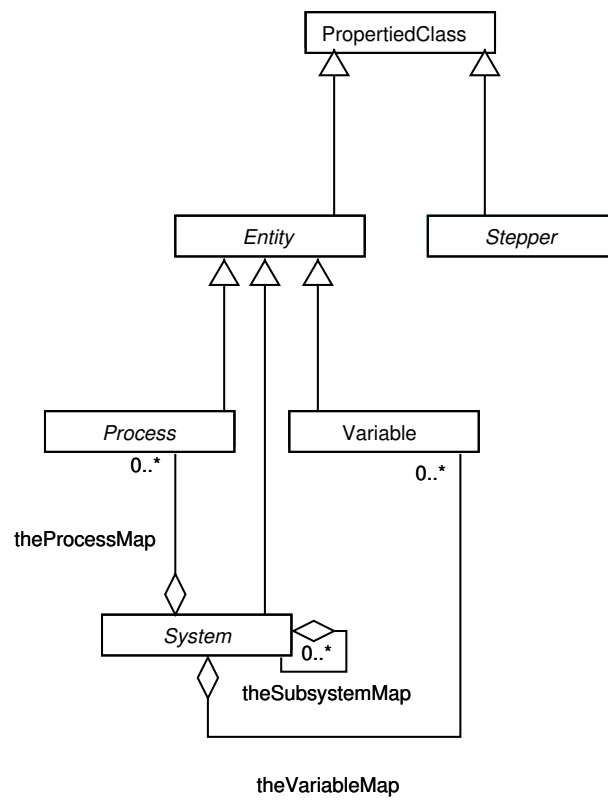 PropertiedClass
Entity
Stepper
Process
Variable
0..*
0..*
theProcessMap
System
0..*
theSubsystemMap
theVariableMap